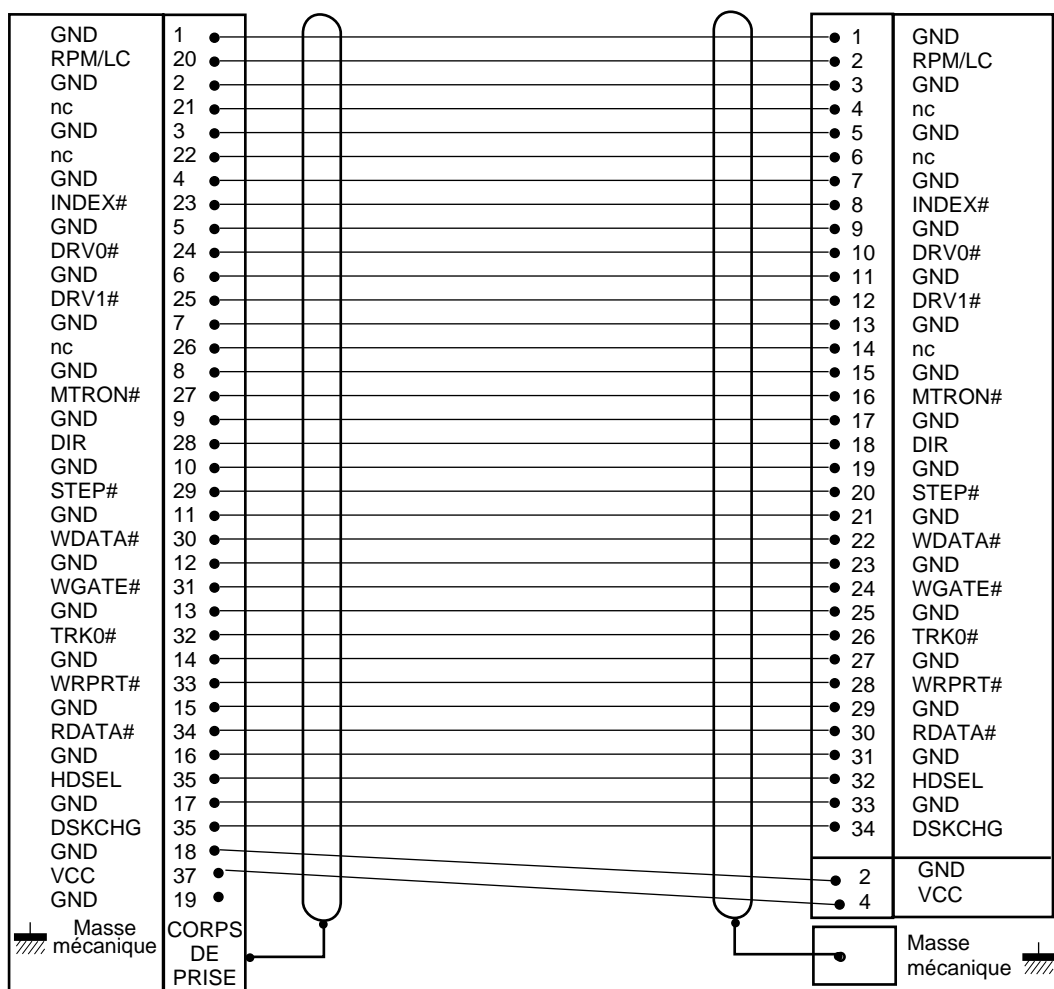 GND 1 1 GND
RPM/LC 20 2 RPM/LC
GND 2 3 GND
nc 21 4 nc
GND 3 5 GND
nc 22 6 nc
GND 4 7 GND
INDEX# 23 8 INDEX#
GND 5 9 GND
DRV0# 24 10 DRV0#
GND 6 11 GND
DRV1# 25 12 DRV1#
GND 7 13 GND
nc 26 14 nc
GND 8 15 GND
MTRON# 27 16 MTRON#
GND 9 17 GND
DIR 28 18 DIR
GND 10 19 GND
STEP# 29 20 STEP#
GND 11 21 GND
WDATA# 30 22 WDATA#
GND 12 23 GND
WGATE# 31 24 WGATE#
GND 13 25 GND
TRK0# 32 26 TRK0#
GND 14 27 GND
WRPRT# 33 28 WRPRT#
GND 15 29 GND
RDATA# 34 30 RDATA#
GND 16 31 GND
HDSEL 35 32 HDSEL
GND 17 33 GND
DSKCHG 35 34 DSKCHG
GND 18
VCC 37 2 GND
GND 19 4 VCC
Masse
mécanique
CORPS
DE
PRISE
Masse
mécanique